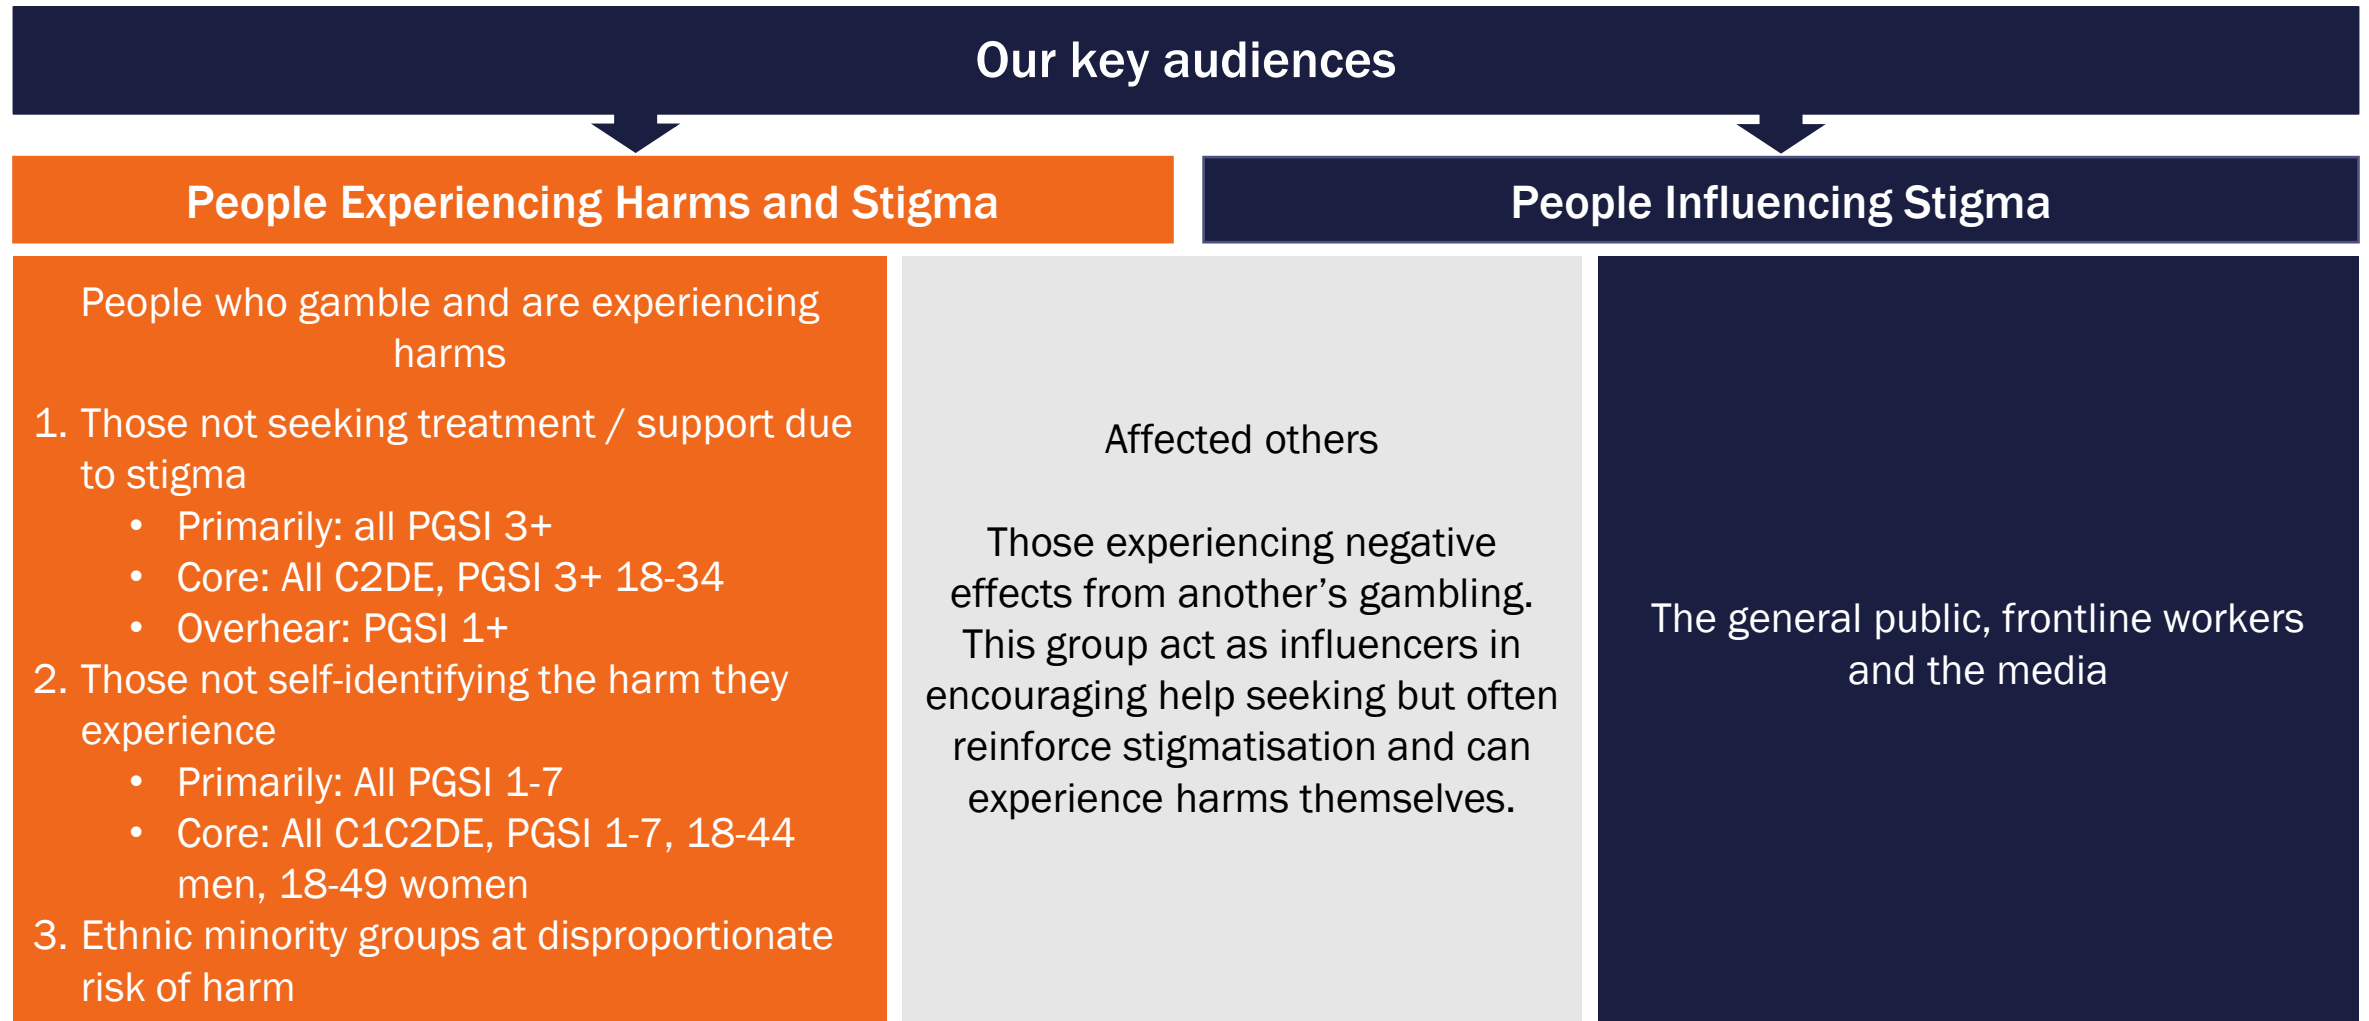 Our key audiences
People Experiencing Harms and Stigma
People Influencing Stigma
People who gamble and are experiencing
harms
1. Those not seeking treatment / support due
to stigma
• Primarily: all PGSI 3+
• Core: All C2DE, PGSI 3+ 18-34
• Overhear: PGSI 1+
2. Those not self-identifying the harm they
experience
• Primarily: All PGSI 1-7
• Core: All C1C2DE, PGSI 1-7, 18-44
men, 18-49 women
3. Ethnic minority groups at disproportionate
risk of harm
Affected others
Those experiencing negative
effects from another’s gambling.
This group act as influencers in
encouraging help seeking but often
reinforce stigmatisation and can
experience harms themselves.
The general public, frontline workers
and the media